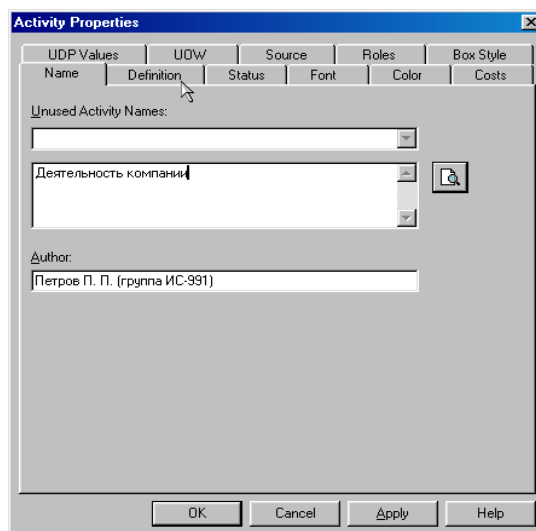 Activity Properties
UDP Values UOW Source Roles Box Style
Name Definition Status Font Color Costs
Unused Activity Names:
Деятельность компании
Author:
Петров П. П. (группа ИС-991)
OK Cancel Apply Help